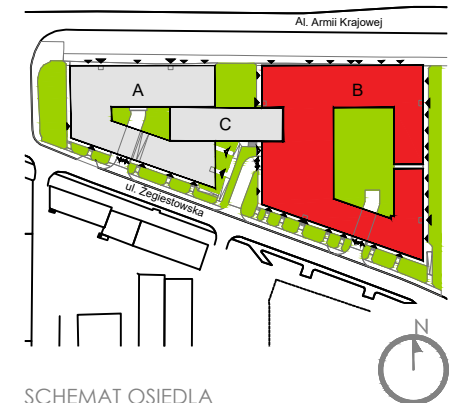 Al. Armii Krajowej
A
B
C
ul. Żegiestowska
N
SCHEMAT OSIEDLA